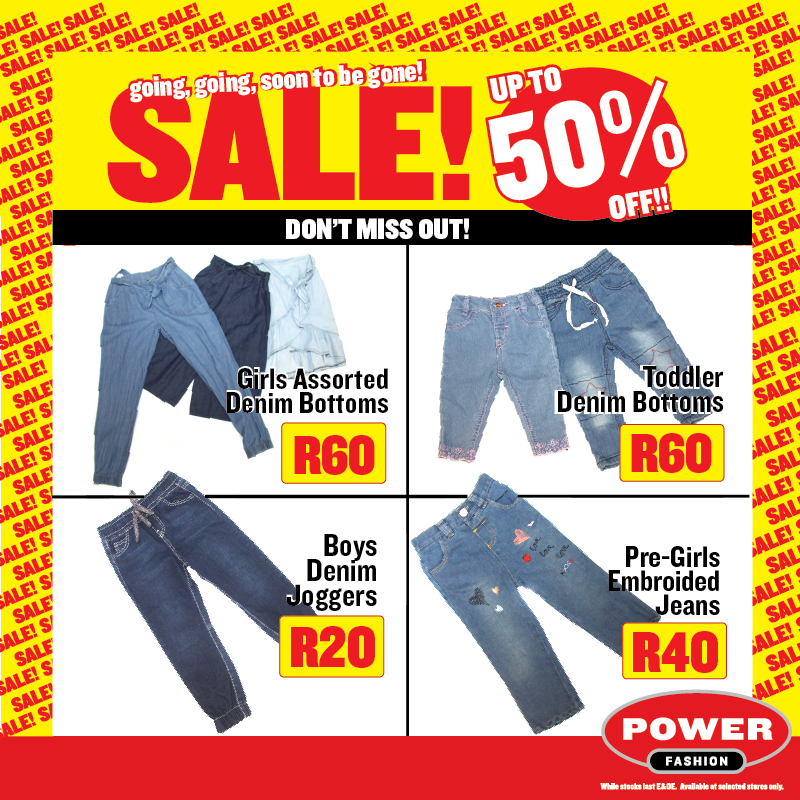 going, going, soon to be gone!
SALE!
UP TO
50%
OFF!!
DON'T MISS OUT!
Girls Assorted
Denim Bottoms
R60
Toddler
Denim Bottoms
R60
Boys
Denim
Joggers
R20
Pre-Girls
Embroided
Jeans
R40
POWER
FASHION
While stocks last E&OE. Available at selected stores only.